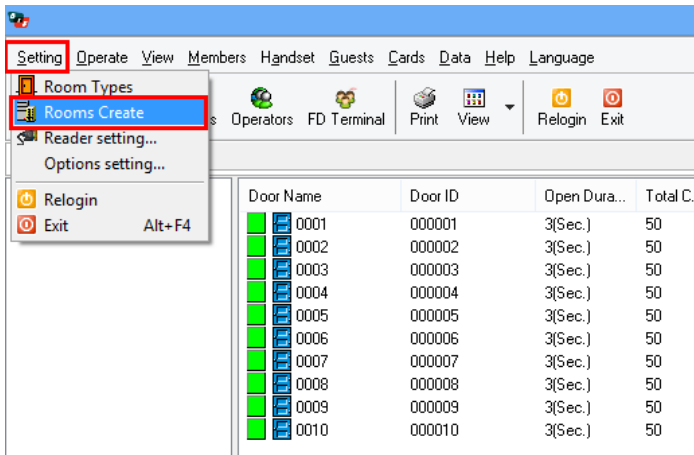 Setting Operate View Members Handset Guests Cards Data Help Language
Room Types
Rooms Create
Reader setting...
Options setting...
Relogin
Exit Alt+F4
s Operators FD Terminal Print View Relogin Exit
Door Name Door ID Open Dura... Total C.
0001 000001 3(Sec.) 50
0002 000002 3(Sec.) 50
0003 000003 3(Sec.) 50
0004 000004 3(Sec.) 50
0005 000005 3(Sec.) 50
0006 000006 3(Sec.) 50
0007 000007 3(Sec.) 50
0008 000008 3(Sec.) 50
0009 000009 3(Sec.) 50
0010 000010 3(Sec.) 50